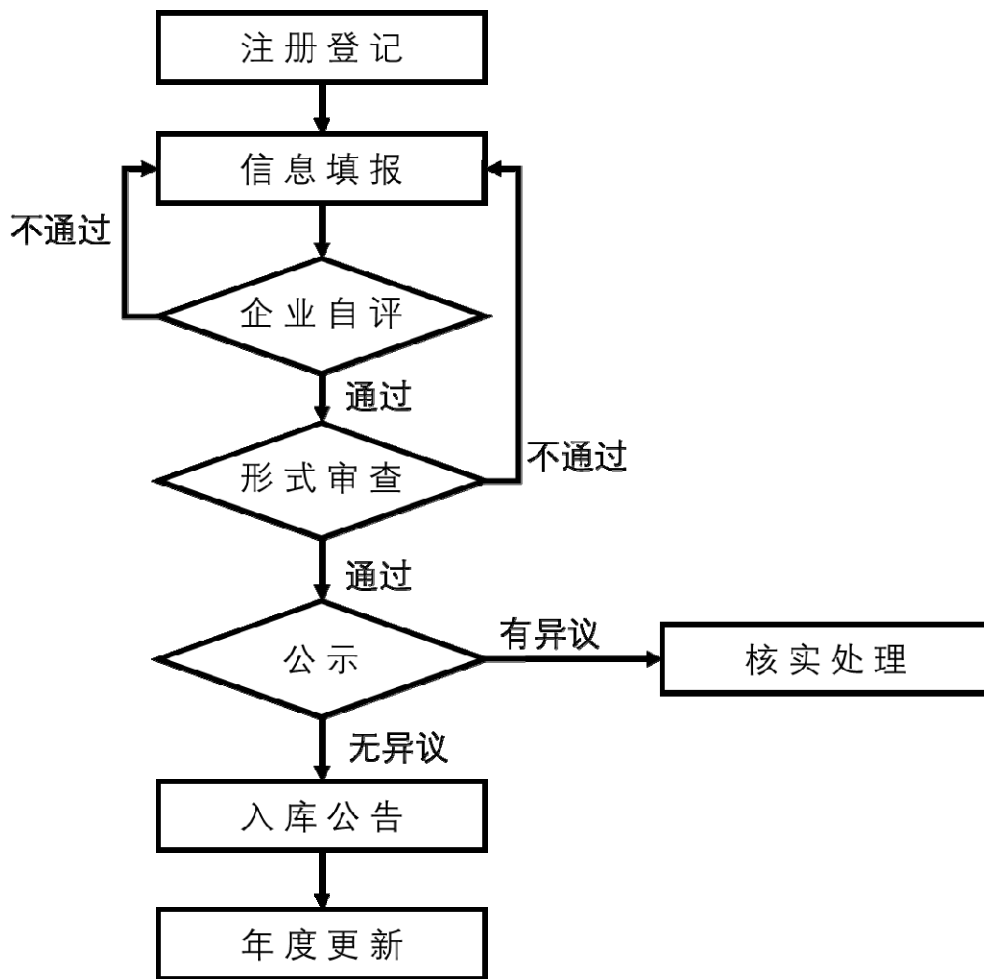 注册登记
信息填报
不通过
企业自评
通过
形式审查
不通过
通过
公示
有异议
核实处理
无异议
入库公告
年度更新